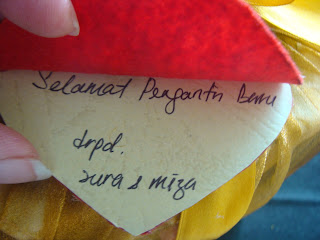 Selamat Pengantin Baru
drpd.
zura & miza